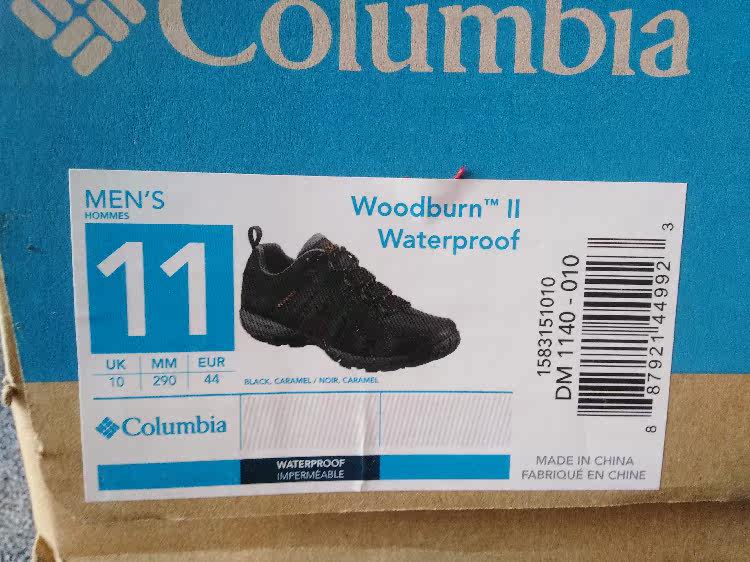 Columbia
MEN'S
HOMMES
11
UK MM EUR
10 290 44
Woodburn™ II
Waterproof
BLACK, CARAMEL / NOIR, CARAMEL
Columbia
WATERPROOF
IMPERMÉABLE
1583151010
DM 1140 - 010
8 87921 44992 3
MADE IN CHINA
FABRIQUÉ EN CHINE